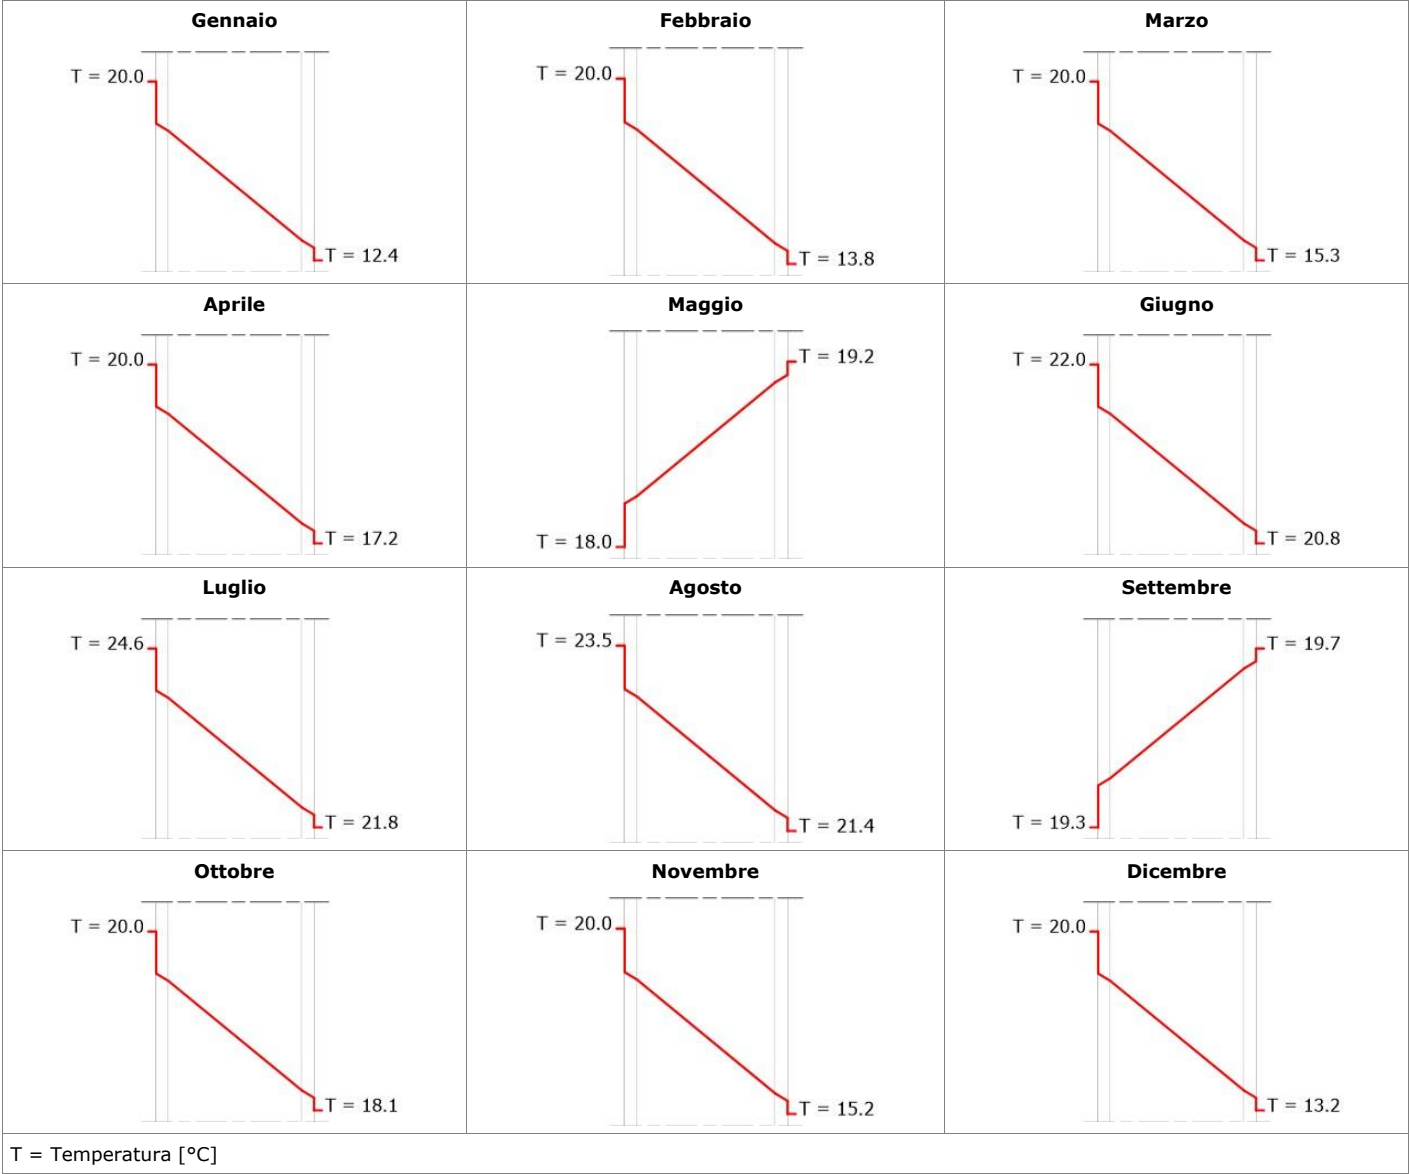 Gennaio
T = 20.0
T = 12.4
Febbraio
T = 20.0
T = 13.8
Marzo
T = 20.0
T = 15.3
Aprile
T = 20.0
T = 17.2
Maggio
T = 19.2
T = 18.0
Giugno
T = 22.0
T = 20.8
Luglio
T = 24.6
T = 21.8
Agosto
T = 23.5
T = 21.4
Settembre
T = 19.7
T = 19.3
Ottobre
T = 20.0
T = 18.1
Novembre
T = 20.0
T = 15.2
Dicembre
T = 20.0
T = 13.2
T = Temperatura [°C]